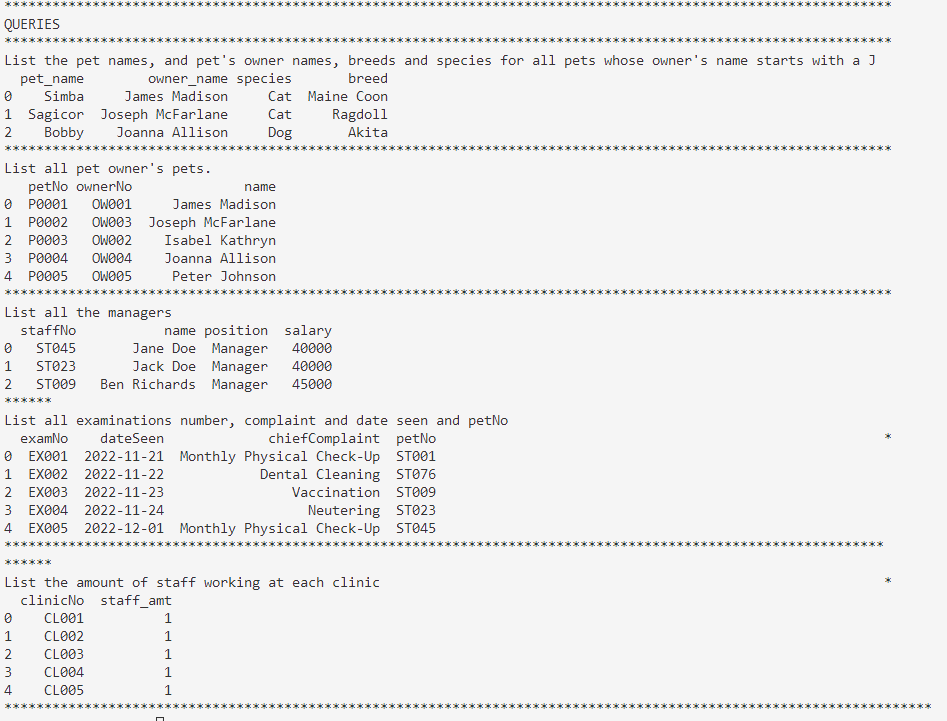 ***************************************************************************************************************
QUERIES
***************************************************************************************************************
List the pet names, and pet's owner names, breeds and species for all pets whose owner's name starts with a J
  pet_name        owner_name species       breed
0    Simba     James Madison     Cat  Maine Coon
1  Sagicor  Joseph McFarlane     Cat     Ragdoll
2    Bobby    Joanna Allison     Dog       Akita
***************************************************************************************************************
List all pet owner's pets.
   petNo ownerNo              name
0  P0001   OW001     James Madison
1  P0002   OW003  Joseph McFarlane
2  P0003   OW002    Isabel Kathryn
3  P0004   OW004    Joanna Allison
4  P0005   OW005     Peter Johnson
***************************************************************************************************************
List all the managers
  staffNo           name position  salary
0   ST045       Jane Doe  Manager   40000
1   ST023       Jack Doe  Manager   40000
2   ST009   Ben Richards  Manager   45000
******
List all examinations number, complaint and date seen and petNo
  examNo    dateSeen             chiefComplaint  petNo                                                        *
0  EX001  2022-11-21  Monthly Physical Check-Up  ST001
1  EX002  2022-11-22            Dental Cleaning  ST076
2  EX003  2022-11-23                Vaccination  ST009
3  EX004  2022-11-24                  Neutering  ST023
4  EX005  2022-12-01  Monthly Physical Check-Up  ST045
**************************************************************************************************************
******
List the amount of staff working at each clinic                                                               *
  clinicNo  staff_amt
0    CL001          1
1    CL002          1
2    CL003          1
3    CL004          1
4    CL005          1
********************************************************************************************************************